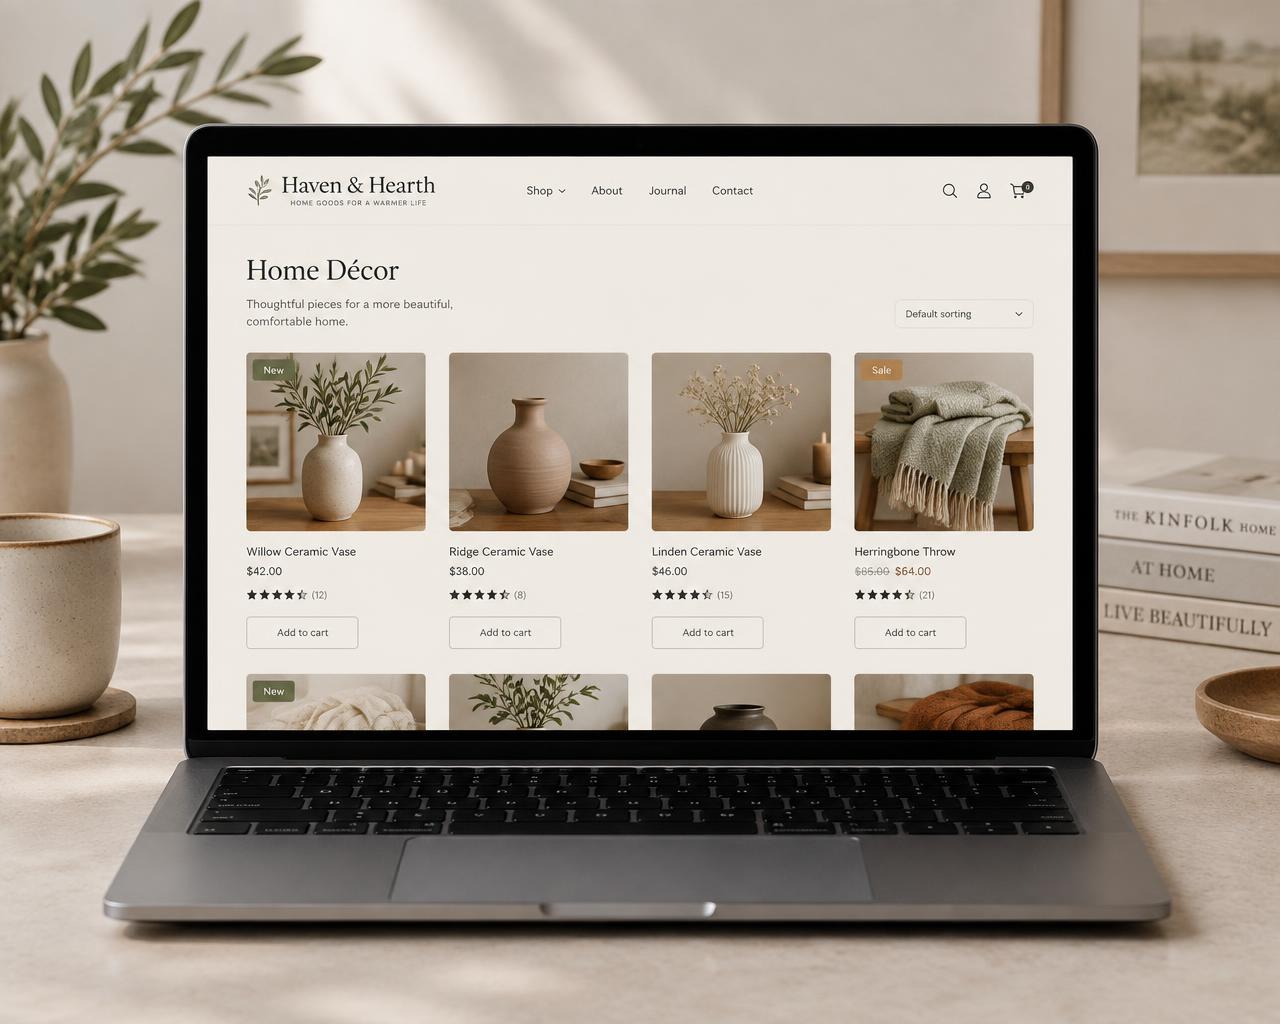 Haven & Hearth
HOME GOODS FOR A WARMER LIFE
Shop
About
Journal
Contact
0
Home Décor
Thoughtful pieces for a more beautiful,
comfortable home.
Default sorting
New
Sale
Willow Ceramic Vase
$42.00
(12)
Add to cart
Ridge Ceramic Vase
$38.00
(8)
Add to cart
Linden Ceramic Vase
$46.00
(15)
Add to cart
Herringbone Throw
$85.00 $64.00
(21)
Add to cart
New
THE KINFOLK HOME
AT HOME
LIVE BEAUTIFULLY